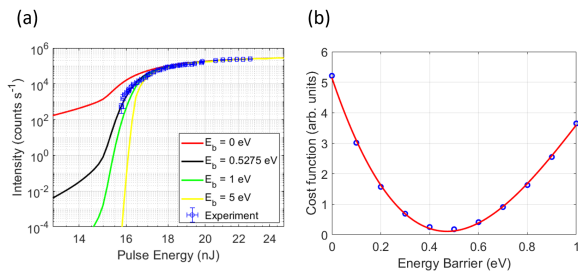 (a)
10^6
10^4
10^2
10^0
10^-2
10^-4
Intensity (counts s^-1)
E_b = 0 eV
E_b = 0.5275 eV
E_b = 1 eV
E_b = 5 eV
Experiment
14 16 18 20 22 24
Pulse Energy (nJ)
(b)
6
5
4
3
2
1
0
Cost function (arb. units)
0.0 0.2 0.4 0.6 0.8 1
Energy Barrier (eV)